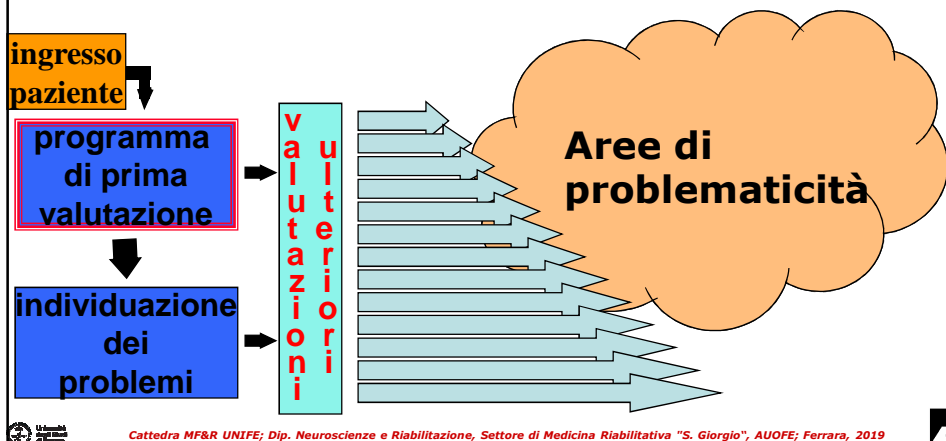 ingresso
paziente
programma
di prima
valutazione
individuazione
dei
problemi
valutazioni
ulteriori
Aree di
problematicità
Cattedra MF&R UNIFE; Dip. Neuroscienze e Riabilitazione, Settore di Medicina Riabilitativa "S. Giorgio", AUOFE; Ferrara, 2019